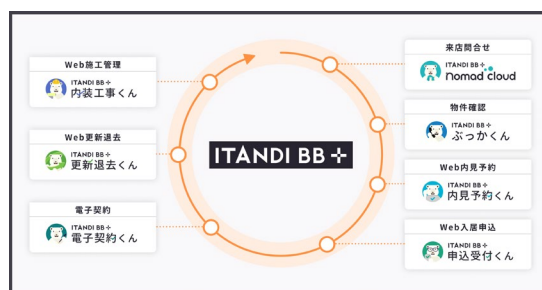 Web施工管理
ITANDI BB+
内装工事くん
Web更新退去
ITANDI BB+
更新退去くん
電子契約
ITANDI BB+
電子契約くん
ITANDI BB+
来店問合せ
ITANDI BB+
nomad cloud
物件確認
ITANDI BB+
ぶっかくん
Web内見予約
ITANDI BB+
内見予約くん
Web入居申込
ITANDI BB+
申込受付くん